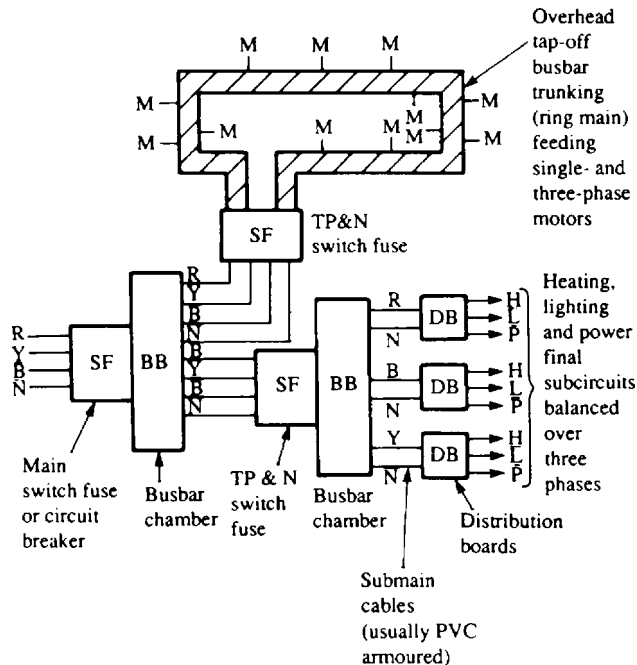 Overhead
tap-off
busbar
trunking
(ring main)
feeding
single- and
three-phase
motors
M M M
M M M
M M M M M M
SF
TP&N
switch fuse
R
Y
B
N
SF
BB
R
Y
B
N
B
Y
B
N
SF
BB
R
N
DB
H
L
P
B
N
DB
H
L
P
Y
N
DB
H
L
P
Heating,
lighting
and power
final
subcircuits
balanced
over
three
phases
Main
switch fuse
or circuit
breaker
Busbar
chamber
TP & N
switch
fuse
Busbar
chamber
Distribution
boards
Submain
cables
(usually PVC
armoured)